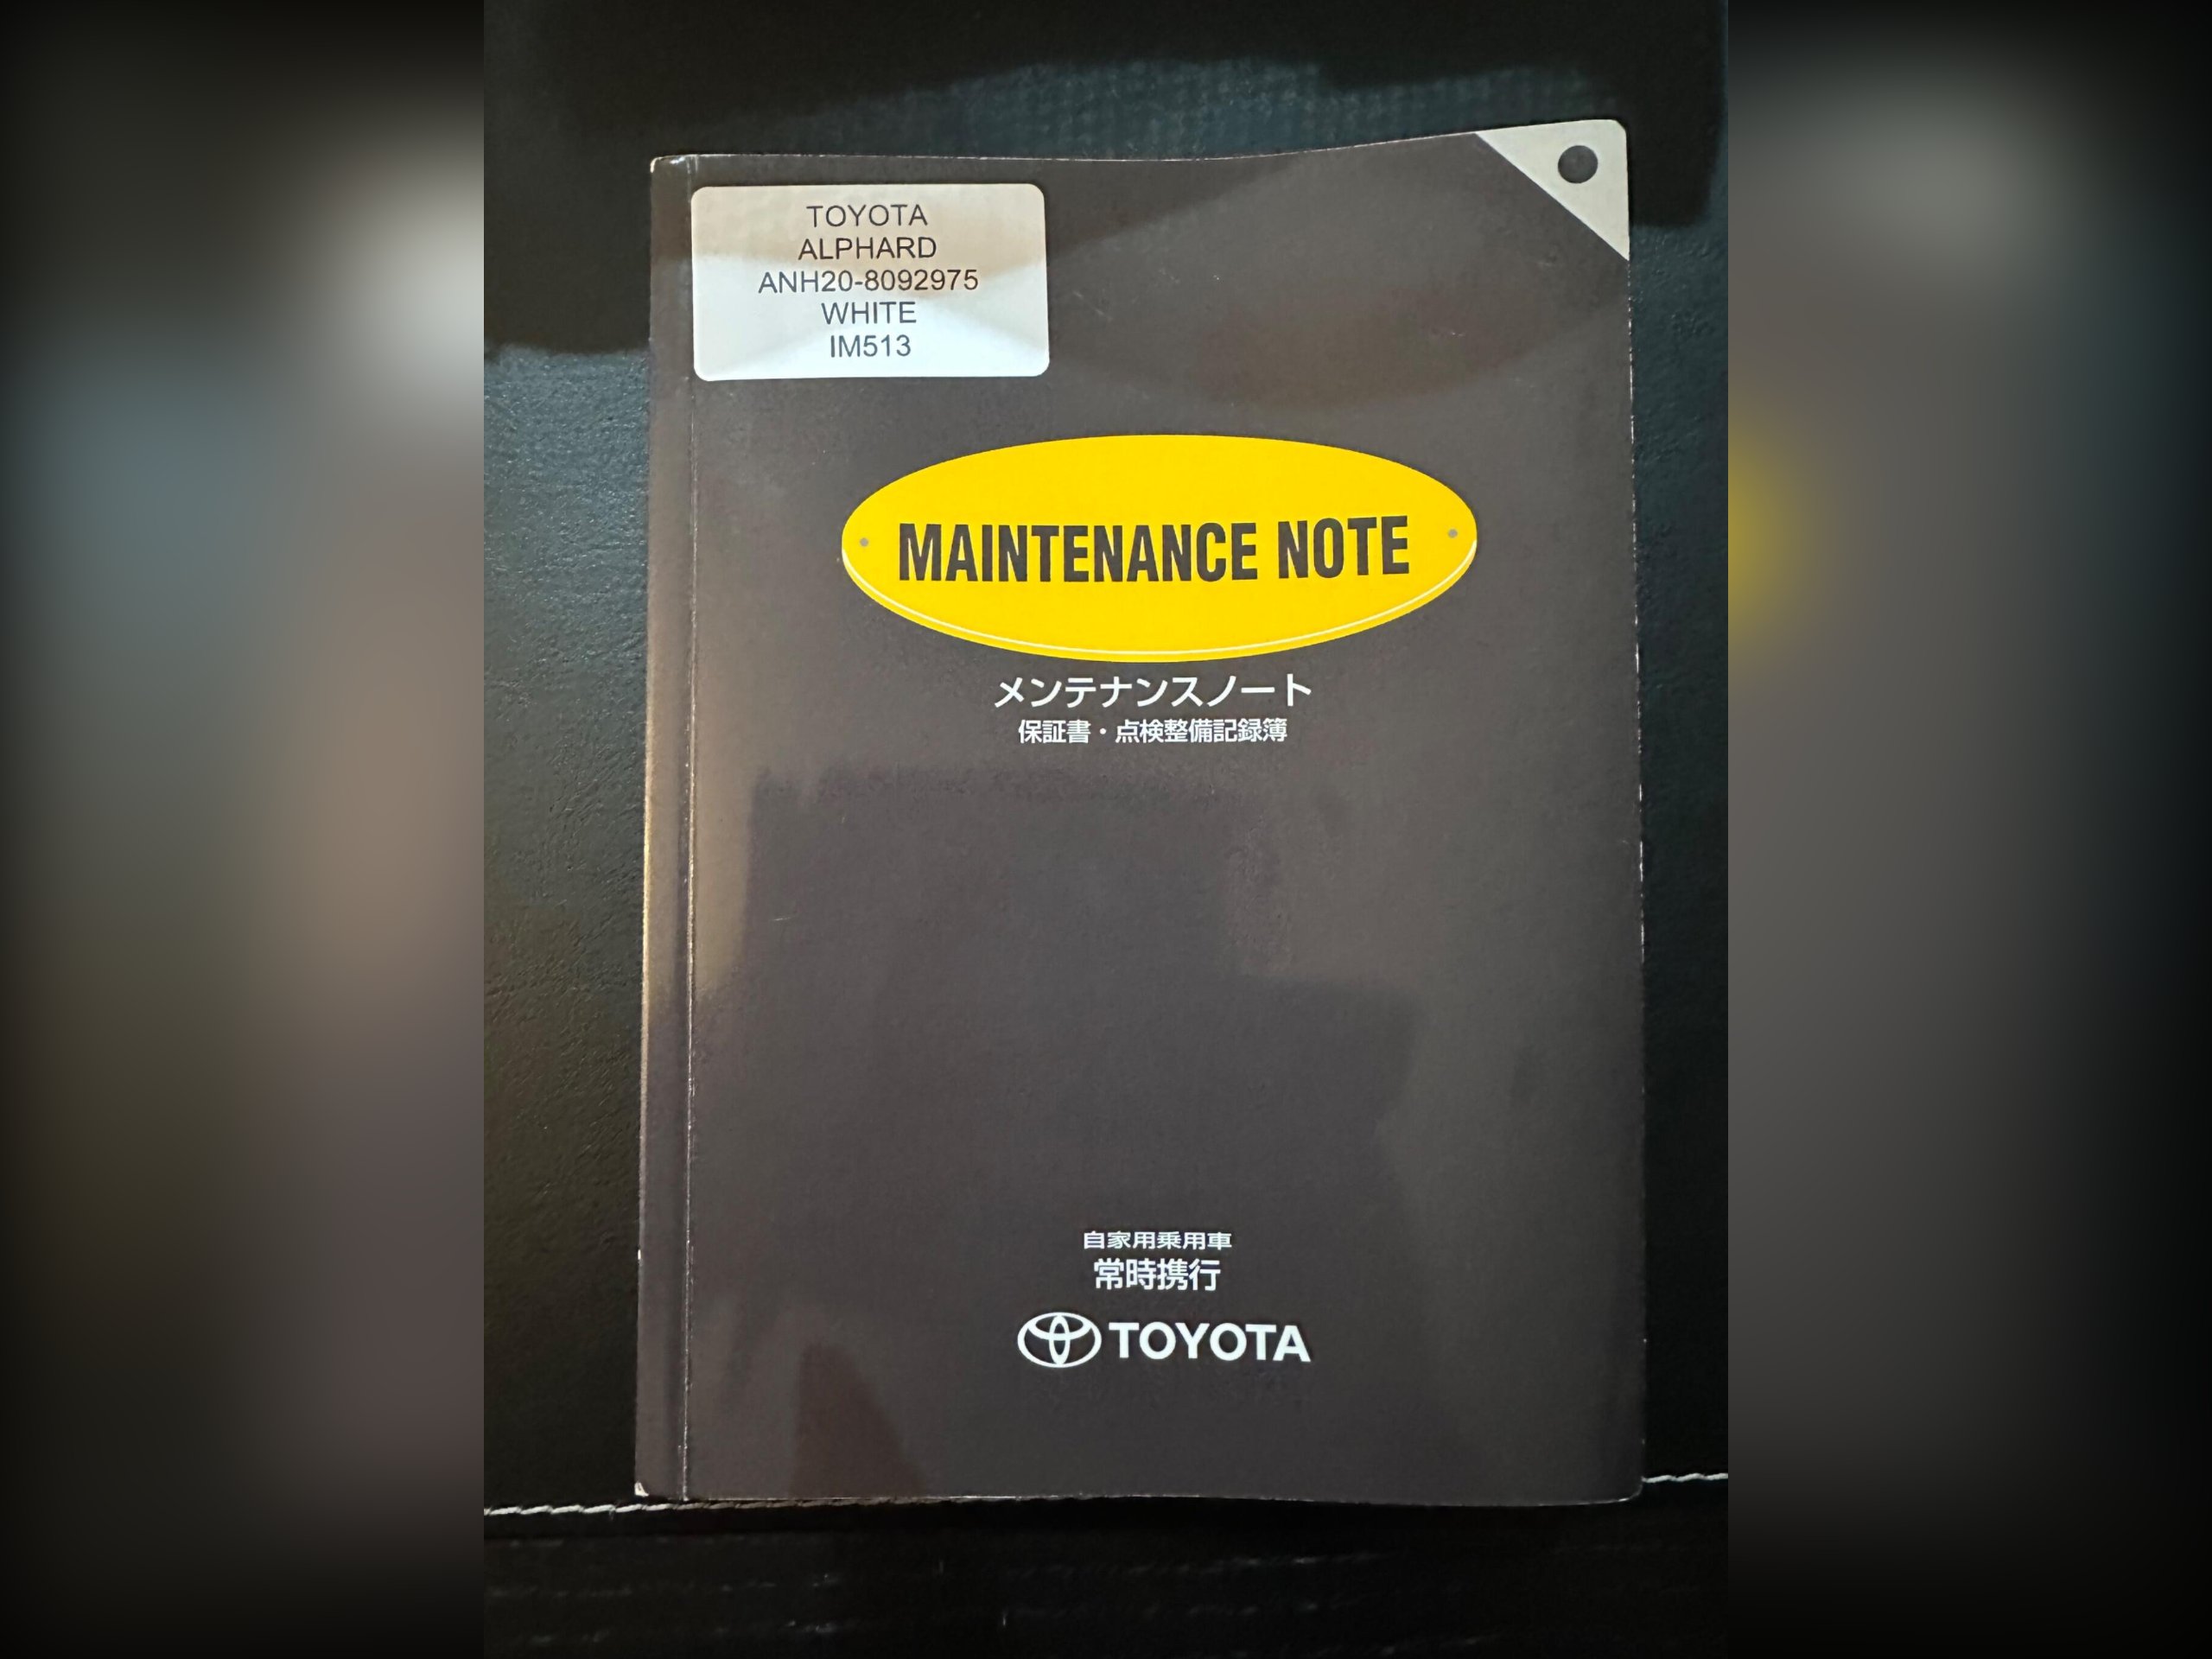 TOYOTA
ALPHARD
ANH20-8092975
WHITE
IM513
MAINTENANCE NOTE
メンテナンスノート
保証書・点検整備記録簿
自家用乗用車
常時携行
TOYOTA